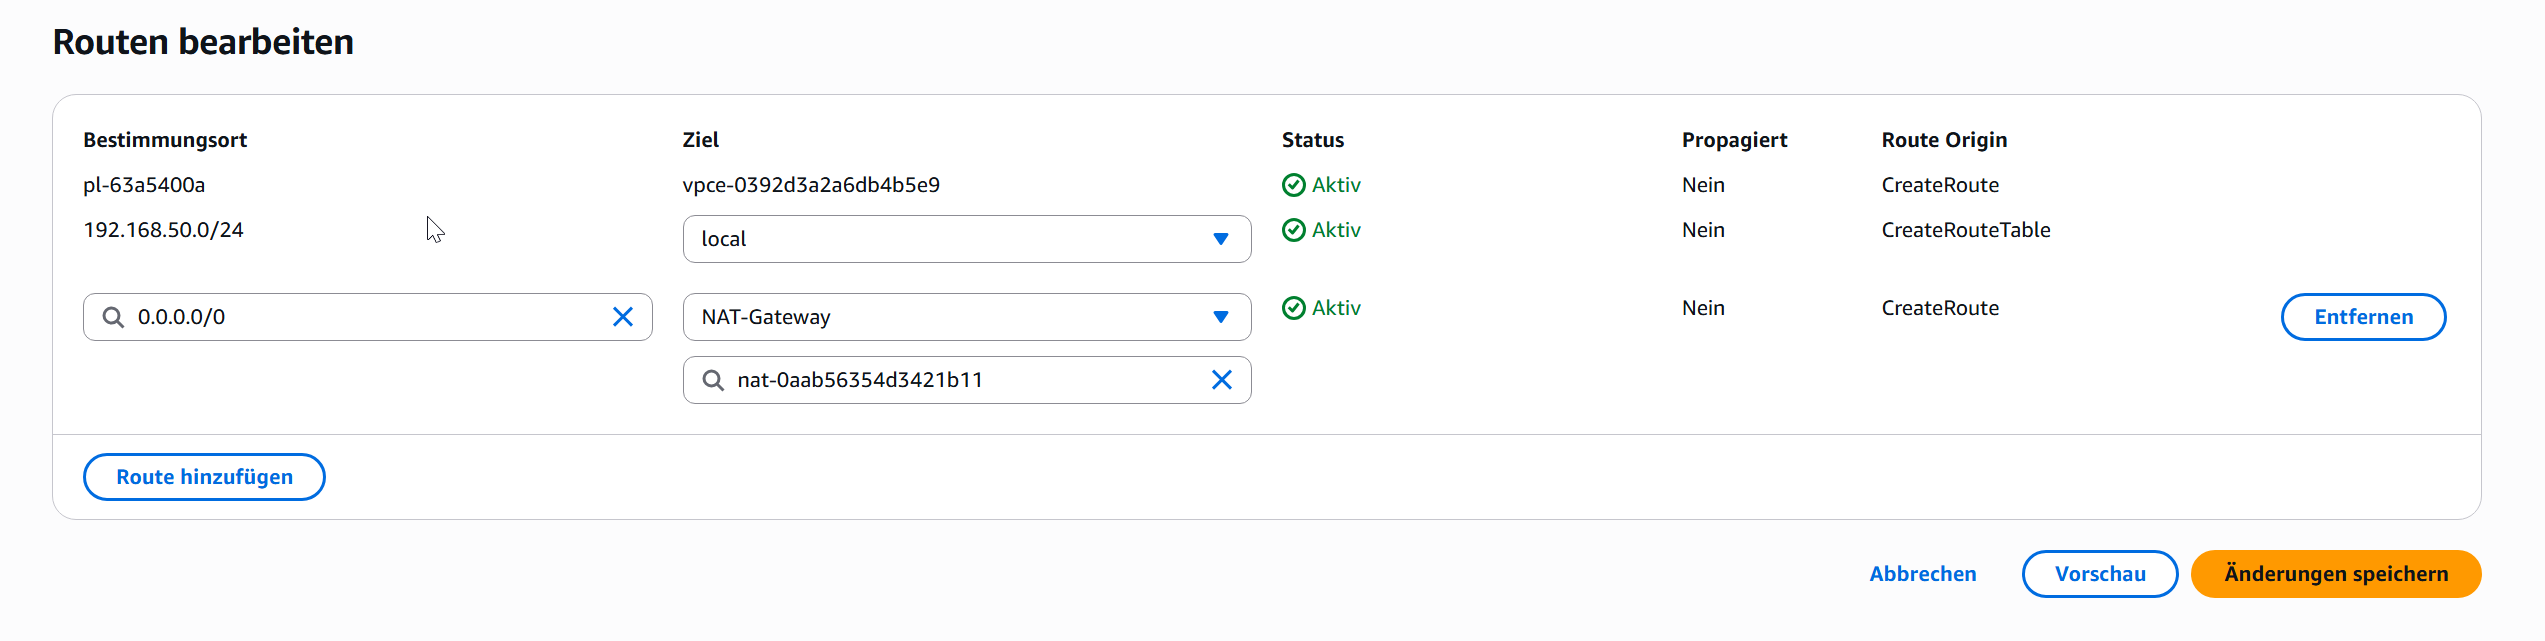 Routen bearbeiten
Bestimmungsort Ziel Status Propagiert Route Origin
pl-63a5400a vpce-0392d3a2a6db4b5e9 Aktiv Nein CreateRoute
192.168.50.0/24 local Aktiv Nein CreateRouteTable
0.0.0.0/0 NAT-Gateway Aktiv Nein CreateRoute Entfernen
nat-0aab56354d3421b11
Route hinzufügen
Abbrechen Vorschau Änderungen speichern